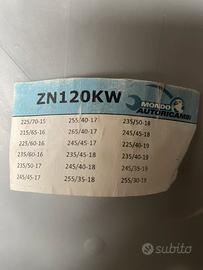 ZN120KW
MONDO
AUTORICAMBI
225/70-15 255/40-17 235/50-18
215/65-16 265/40-17 245/45-18
225/60-16 245/45-17 225/40-19
235/60-16 235/45-18 235/40-19
235/50-17 245/40-18 245/35-19
245/45-17 255/35-18 255/30-19
subito